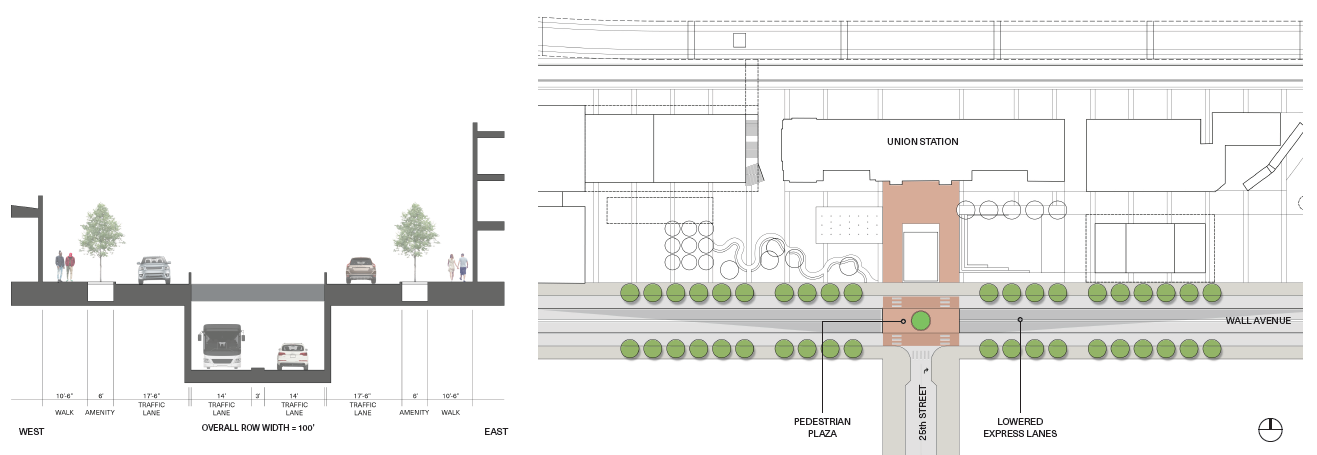 10'-6"
6'
17'-6"
14'
3'
14'
17'-6"
6'
10'-6"
WALK
AMENITY
TRAFFIC
LANE
TRAFFIC
LANE
TRAFFIC
LANE
TRAFFIC
LANE
AMENITY
WALK
WEST
OVERALL ROW WIDTH = 100'
EAST
UNION STATION
WALL AVENUE
25th STREET
PEDESTRIAN
PLAZA
LOWERED
EXPRESS LANES